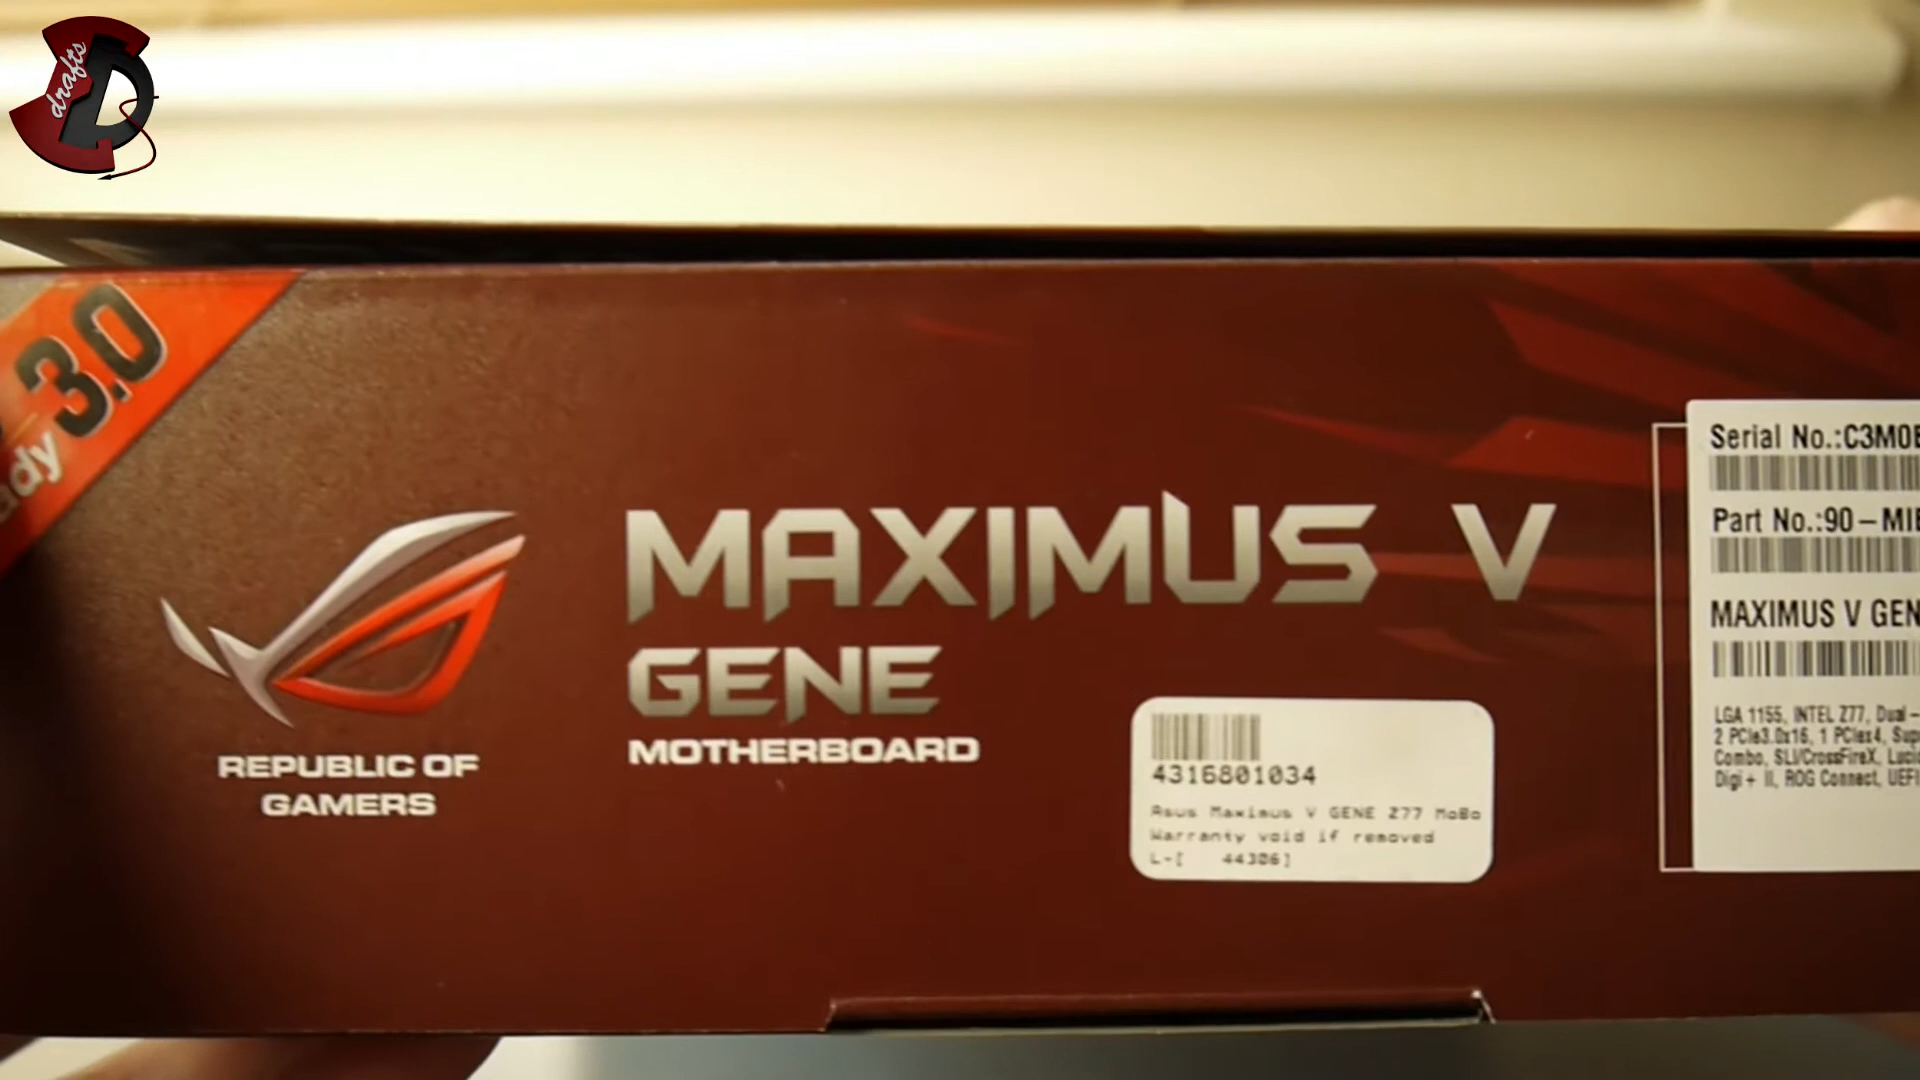 drafts
3.0
ady
REPUBLIC OF
GAMERS
MAXIMUS V
GENE
MOTHERBOARD
4316801034
Asus Maximus V GENE Z77 MoBo
Warranty void if removed
L-[ 44306]
Serial No.:C3M0
Part No.:90-MI
MAXIMUS V GEN
LGA 1155, INTEL Z77, Dual-
2 PCIe3.0x16, 1 PCIex4, Sup
Combo, SLI/CrossFireX, Luci
Digi+ II, ROG Connect, UEFI